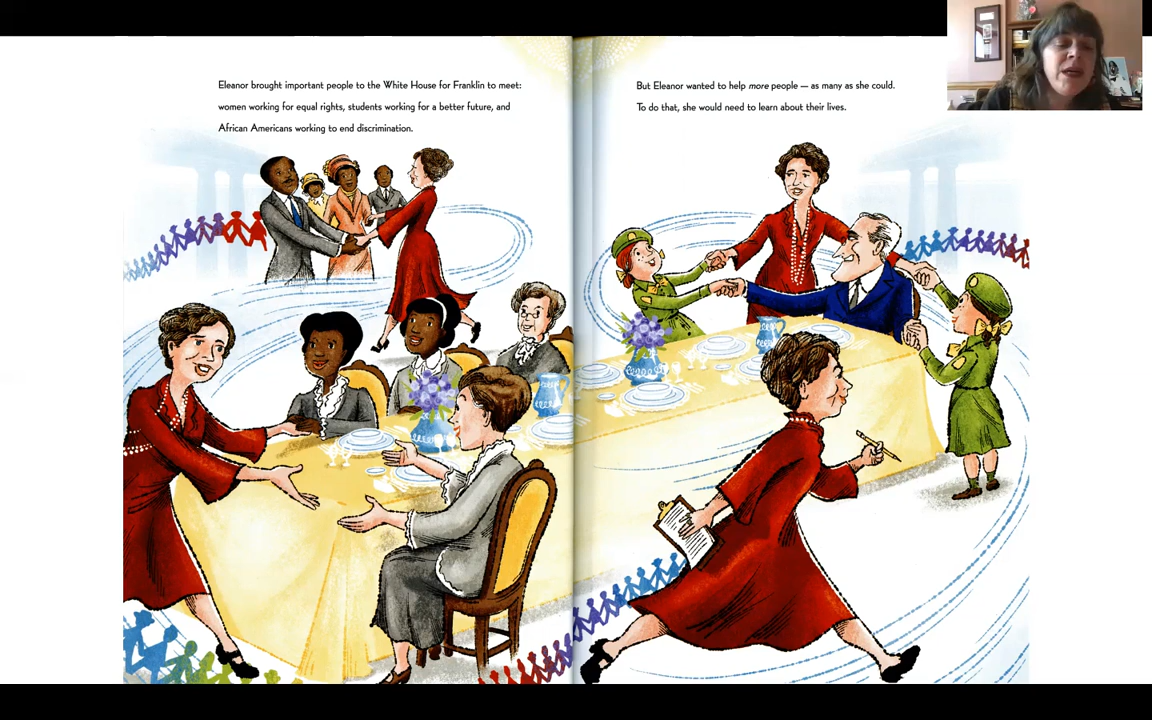 Eleanor brought important people to the White House for Franklin to meet:
women working for equal rights, students working for a better future, and
African Americans working to end discrimination.
But Eleanor wanted to help more people — as many as she could.
To do that, she would need to learn about their lives.